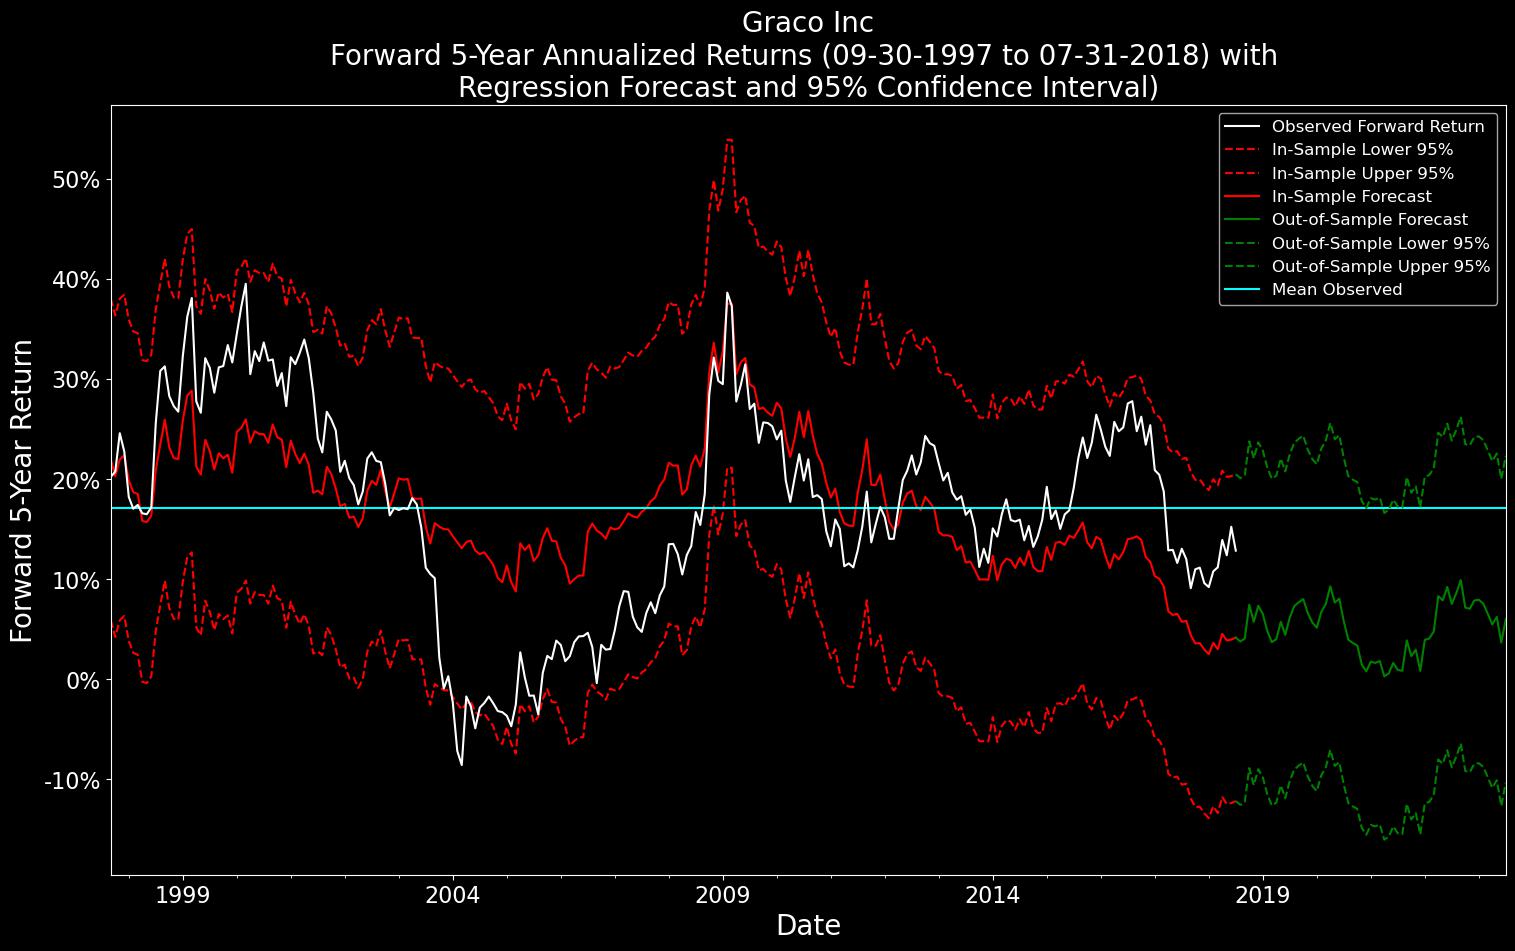 Graco Inc
Forward 5-Year Annualized Returns (09-30-1997 to 07-31-2018) with
Regression Forecast and 95% Confidence Interval)
Forward 5-Year Return
50%
40%
30%
20%
10%
0%
-10%
Observed Forward Return
In-Sample Lower 95%
In-Sample Upper 95%
In-Sample Forecast
Out-of-Sample Forecast
Out-of-Sample Lower 95%
Out-of-Sample Upper 95%
Mean Observed
1999
2004
2009
2014
2019
Date